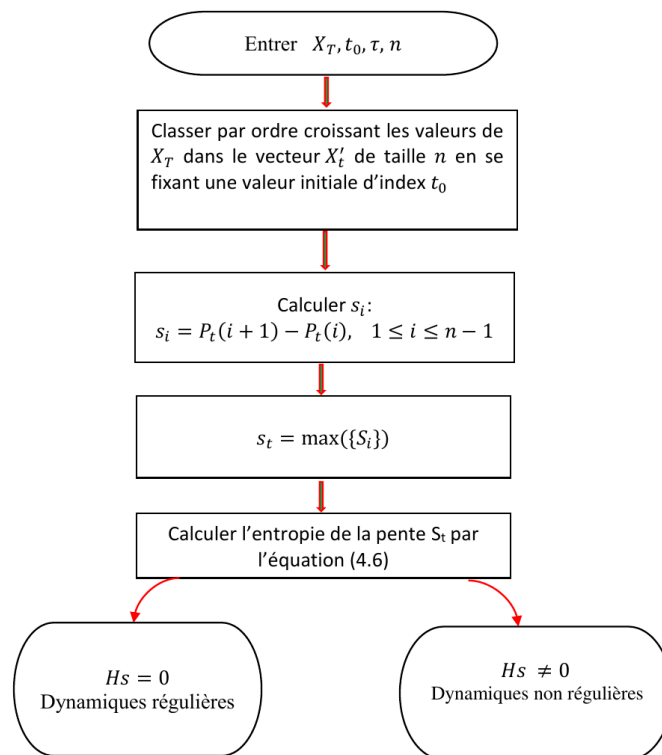 Entrer X_T, t_0, τ, n
Classer par ordre croissant les valeurs de
X_T dans le vecteur X′_t de taille n en se
fixant une valeur initiale d'index t_0
Calculer s_i:
s_i = P_t(i + 1) − P_t(i), 1 ≤ i ≤ n − 1
s_t = max({S_i})
Calculer l'entropie de la pente S_t par
l'équation (4.6)
Hs = 0
Dynamiques régulières
Hs ≠ 0
Dynamiques non régulières